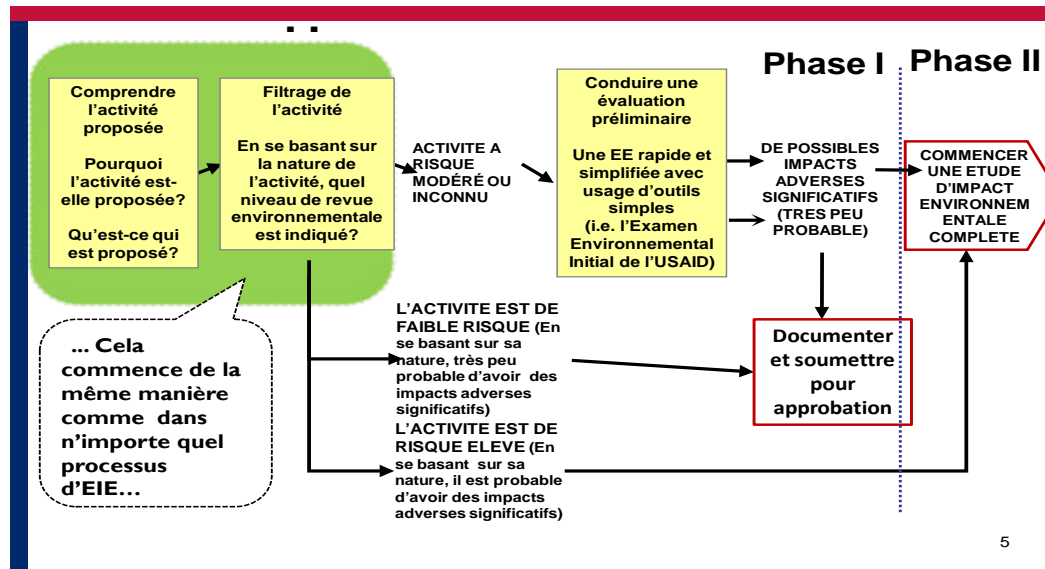 Phase I
Phase II
Comprendre
l’activité
proposée
Pourquoi
l’activité est-
elle proposée?
Qu’est-ce qui
est proposé?
Filtrage de
l’activité
En se basant sur
la nature de
l’activité, quel
niveau de revue
environnementale
est indiqué?
ACTIVITE A
RISQUE
MODÉRÉ OU
INCONNU
Conduire une
évaluation
préliminaire
Une EE rapide et
simplifiée avec
usage d’outils
simples
(i.e. l’Examen
Environnemental
Initial de l’USAID)
DE POSSIBLES
IMPACTS
ADVERSES
SIGNIFICATIFS
(TRES PEU
PROBABLE)
COMMENCER
UNE ETUDE
D’IMPACT
ENVIRONNEM
ENTALE
COMPLETE
... Cela
commence de la
même manière
comme dans
n’importe quel
processus
d’EIE…
L’ACTIVITE EST DE
FAIBLE RISQUE (En
se basant sur sa
nature, très peu
probable d’avoir des
impacts adverses
significatifs)
L’ACTIVITE EST DE
RISQUE ELEVE (En
se basant sur sa
nature, il est probable
d’avoir des impacts
adverses significatifs)
Documenter
et soumettre
pour
approbation
5